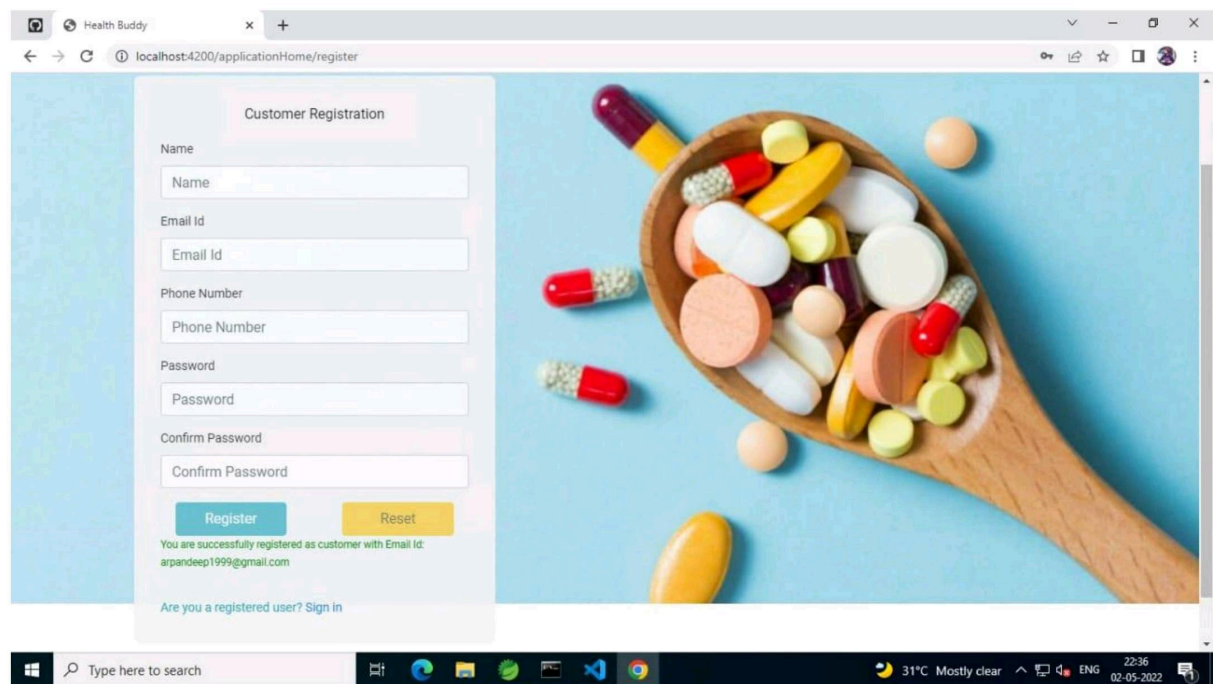 Health Buddy
localhost:4200/applicationHome/register
Customer Registration
Name
Name
Email Id
Email Id
Phone Number
Phone Number
Password
Password
Confirm Password
Confirm Password
Register Reset
You are successfully registered as customer with Email Id:
arpandeep1999@gmail.com
Are you a registered user? Sign in
Type here to search
31°C Mostly clear
ENG
22:36
02-05-2022